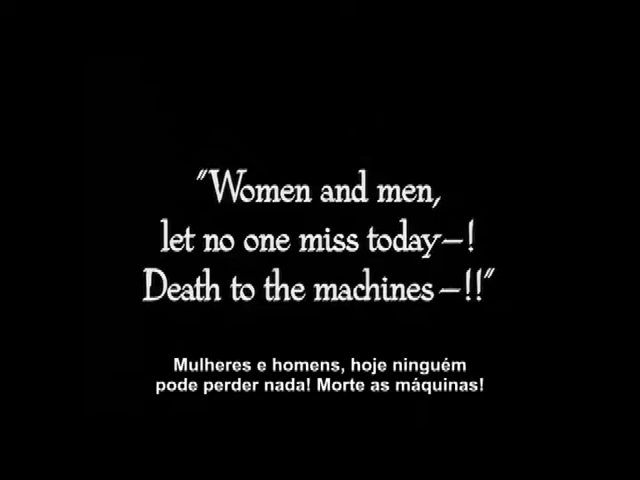 "Women and men,
let no one miss today—!
Death to the machines—!!"
Mulheres e homens, hoje ninguém
pode perder nada! Morte as máquinas!